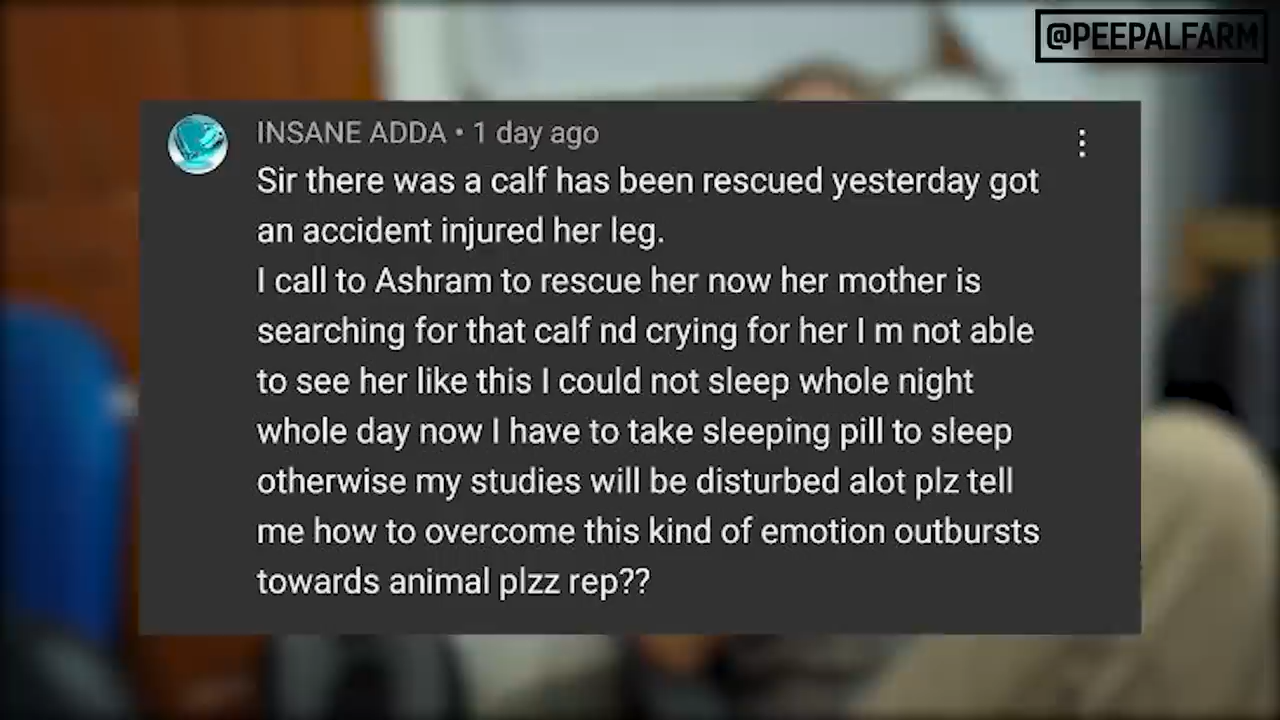 @PEEPALFARM
INSANE ADDA • 1 day ago
Sir there was a calf has been rescued yesterday got
an accident injured her leg.
I call to Ashram to rescue her now her mother is
searching for that calf nd crying for her I m not able
to see her like this I could not sleep whole night
whole day now I have to take sleeping pill to sleep
otherwise my studies will be disturbed alot plz tell
me how to overcome this kind of emotion outbursts
towards animal plzz rep??